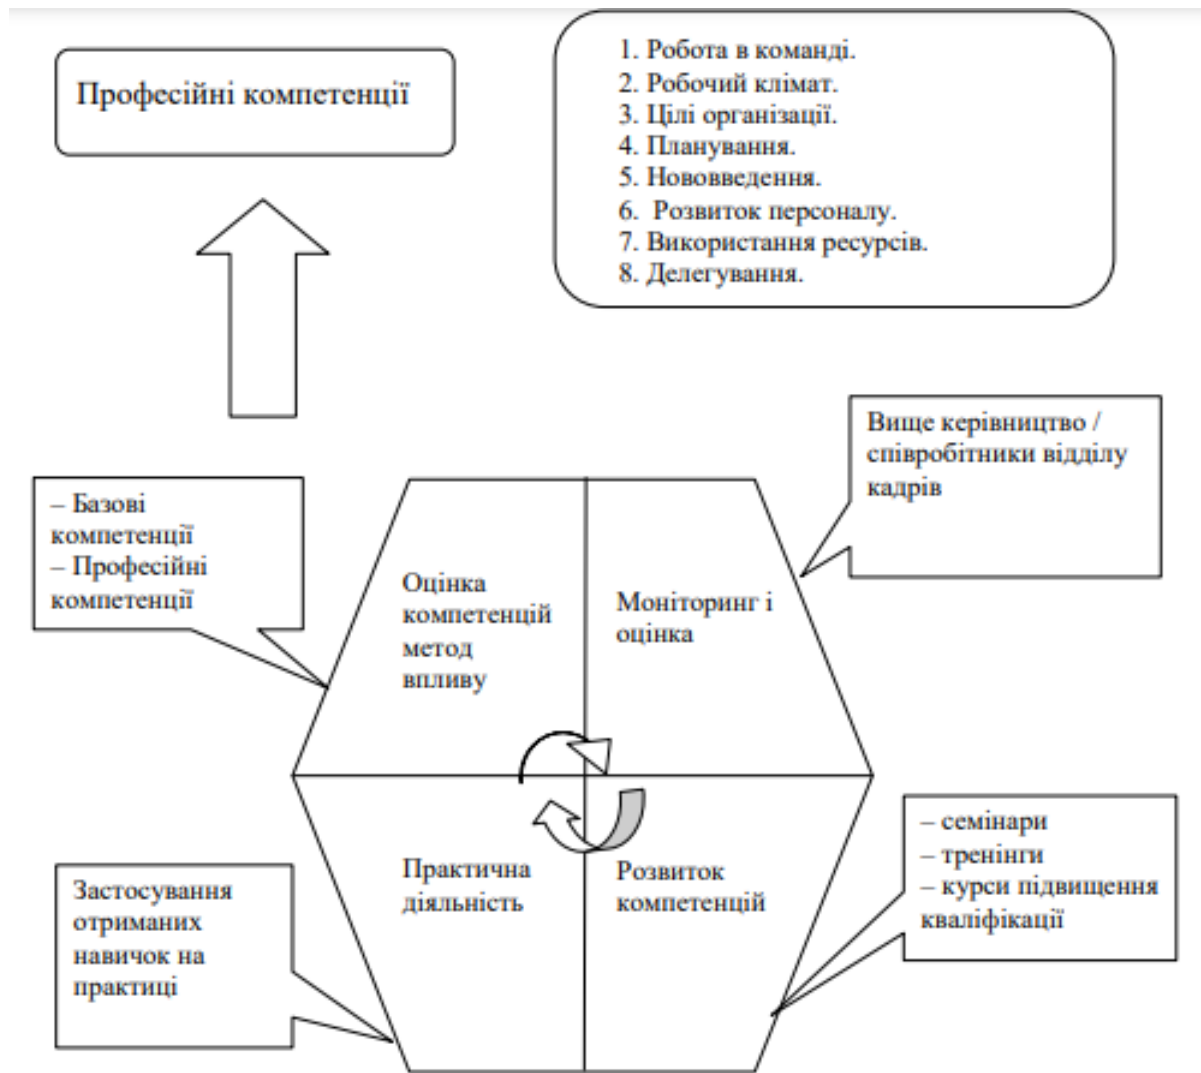 Професійні компетенції
1. Робота в команді.
2. Робочий клімат.
3. Цілі організації.
4. Планування.
5. Нововведення.
6. Розвиток персоналу.
7. Використання ресурсів.
8. Делегування.
Вище керівництво /
співробітники відділу
кадрів
– Базові
компетенції
– Професійні
компетенції
Оцінка
компетенцій
метод
впливу
Моніторинг і
оцінка
Практична
діяльність
Розвиток
компетенцій
– семінари
– тренінги
– курси підвищення
кваліфікації
Застосування
отриманих
навичок на
практиці